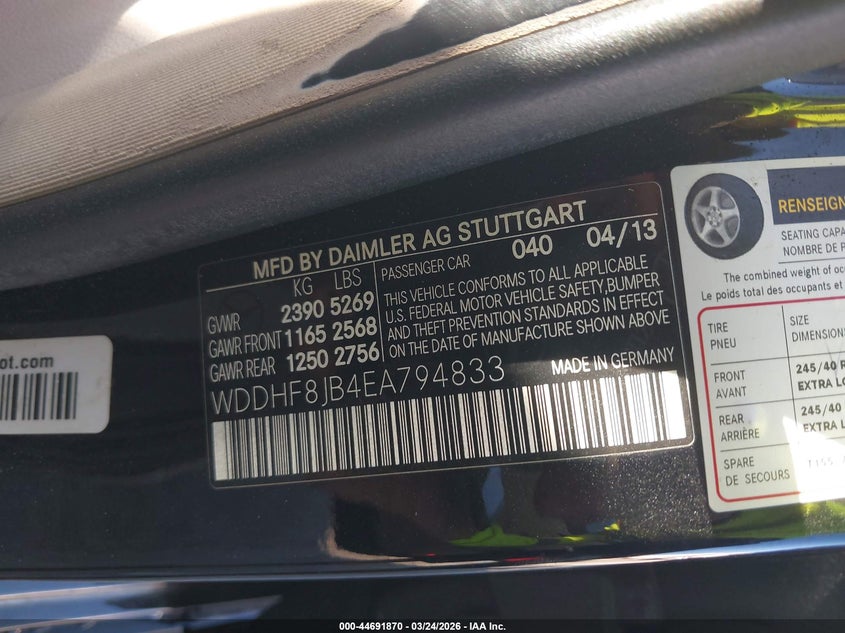 MFD BY DAIMLER AG STUTTGART
KG LBS
GVWR 2390 5269
GAWR FRONT 1165 2568
GAWR REAR 1250 2756
PASSENGER CAR 040 04/13
THIS VEHICLE CONFORMS TO ALL APPLICABLE
U.S. FEDERAL MOTOR VEHICLE SAFETY,BUMPER
AND THEFT PREVENTION STANDARDS IN EFFECT
ON THE DATE OF MANUFACTURE SHOWN ABOVE
WDDHF8JB4EA794833 MADE IN GERMANY
ot.com
RENSEIGN
SEATING CAPA
NOMBRE DE P
The combined weight of occ
Le poids total des occupants et
TIRE SIZE
PNEU DIMENSIONS
FRONT 245/40 R
AVANT EXTRA LO
REAR 245/40
ARRIÈRE EXTRA L
SPARE
DE SECOURS
000-44691870 — 03/24/2026 — IAA Inc.